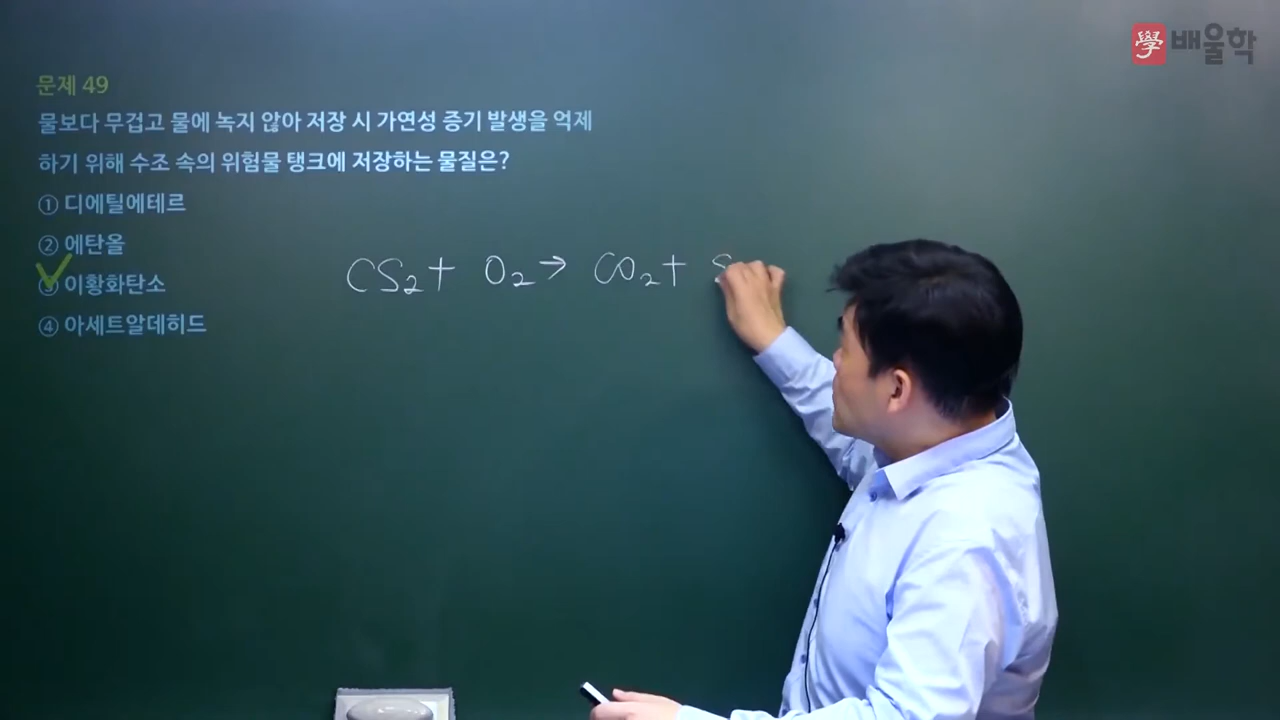 學 배울학
문제 49
물보다 무겁고 물에 녹지 않아 저장 시 가연성 증기 발생을 억제
하기 위해 수조 속의 위험물 탱크에 저장하는 물질은?
① 디에틸에테르
② 에탄올
③ 이황화탄소
④ 아세트알데히드
CS₂ + O₂ → CO₂ + S